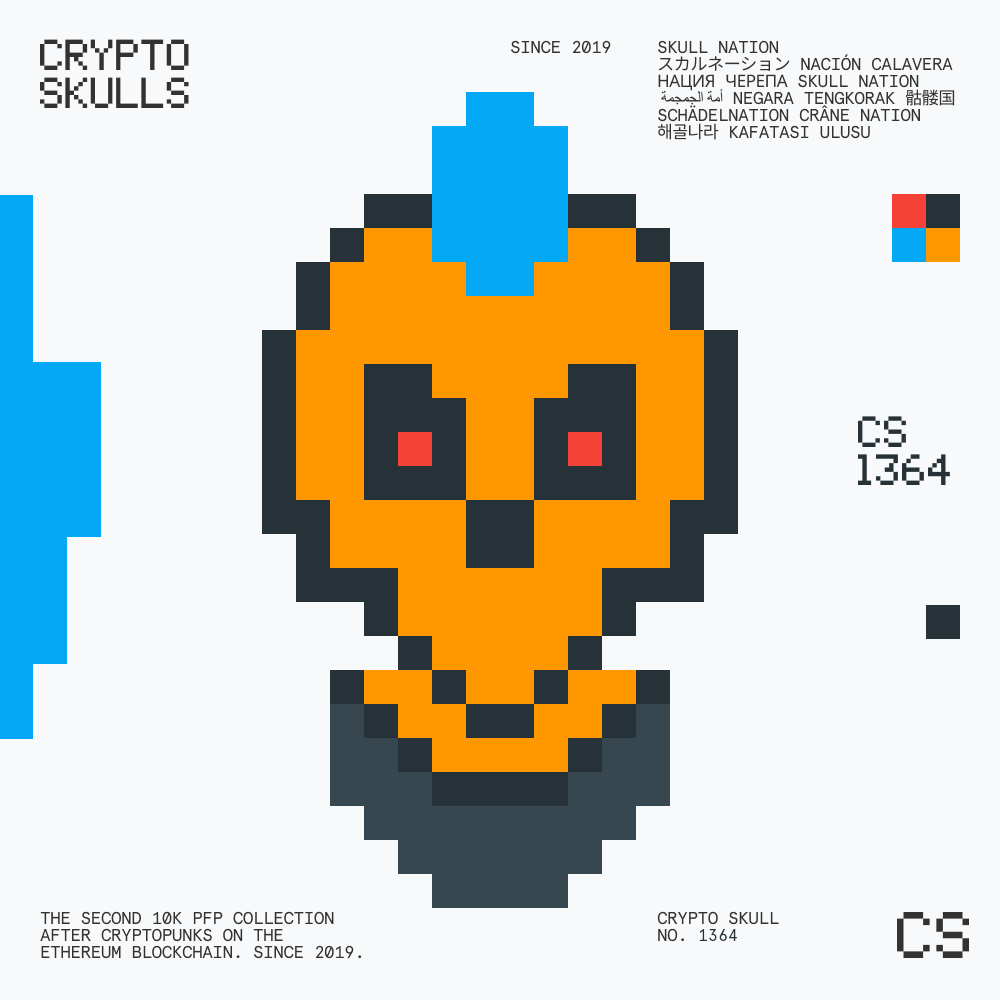 CRYPTO
SKULLS
SINCE 2019
SKULL NATION
スカルネーション NACIÓN CALAVERA
НАЦИЯ ЧЕРЕПА SKULL NATION
أمة الجمجمة NEGARA TENGKORAK 骷髅国
SCHÄDELNATION CRÂNE NATION
해골나라 KAFATASI ULUSU
CS
1364
THE SECOND 10K PFP COLLECTION
AFTER CRYPTOPUNKS ON THE
ETHEREUM BLOCKCHAIN. SINCE 2019.
CRYPTO SKULL
NO. 1364
CS